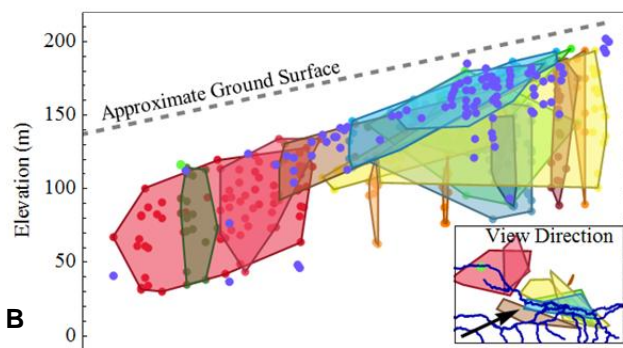 200
Approximate Ground Surface
150
Elevation (m)
100
50
View Direction
B
0